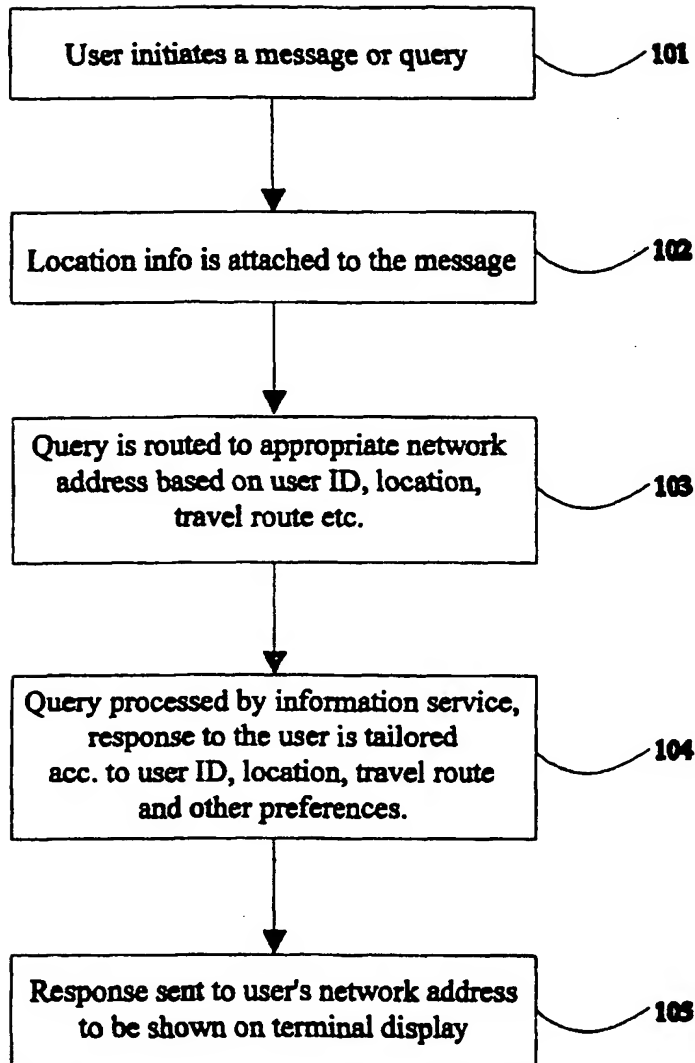 User initiates a message or query
101
Location info is attached to the message
102
Query is routed to appropriate network
address based on user ID, location,
travel route etc.
103
Query processed by information service,
response to the user is tailored
acc. to user ID, location, travel route
and other preferences.
104
Response sent to user's network address
to be shown on terminal display
105